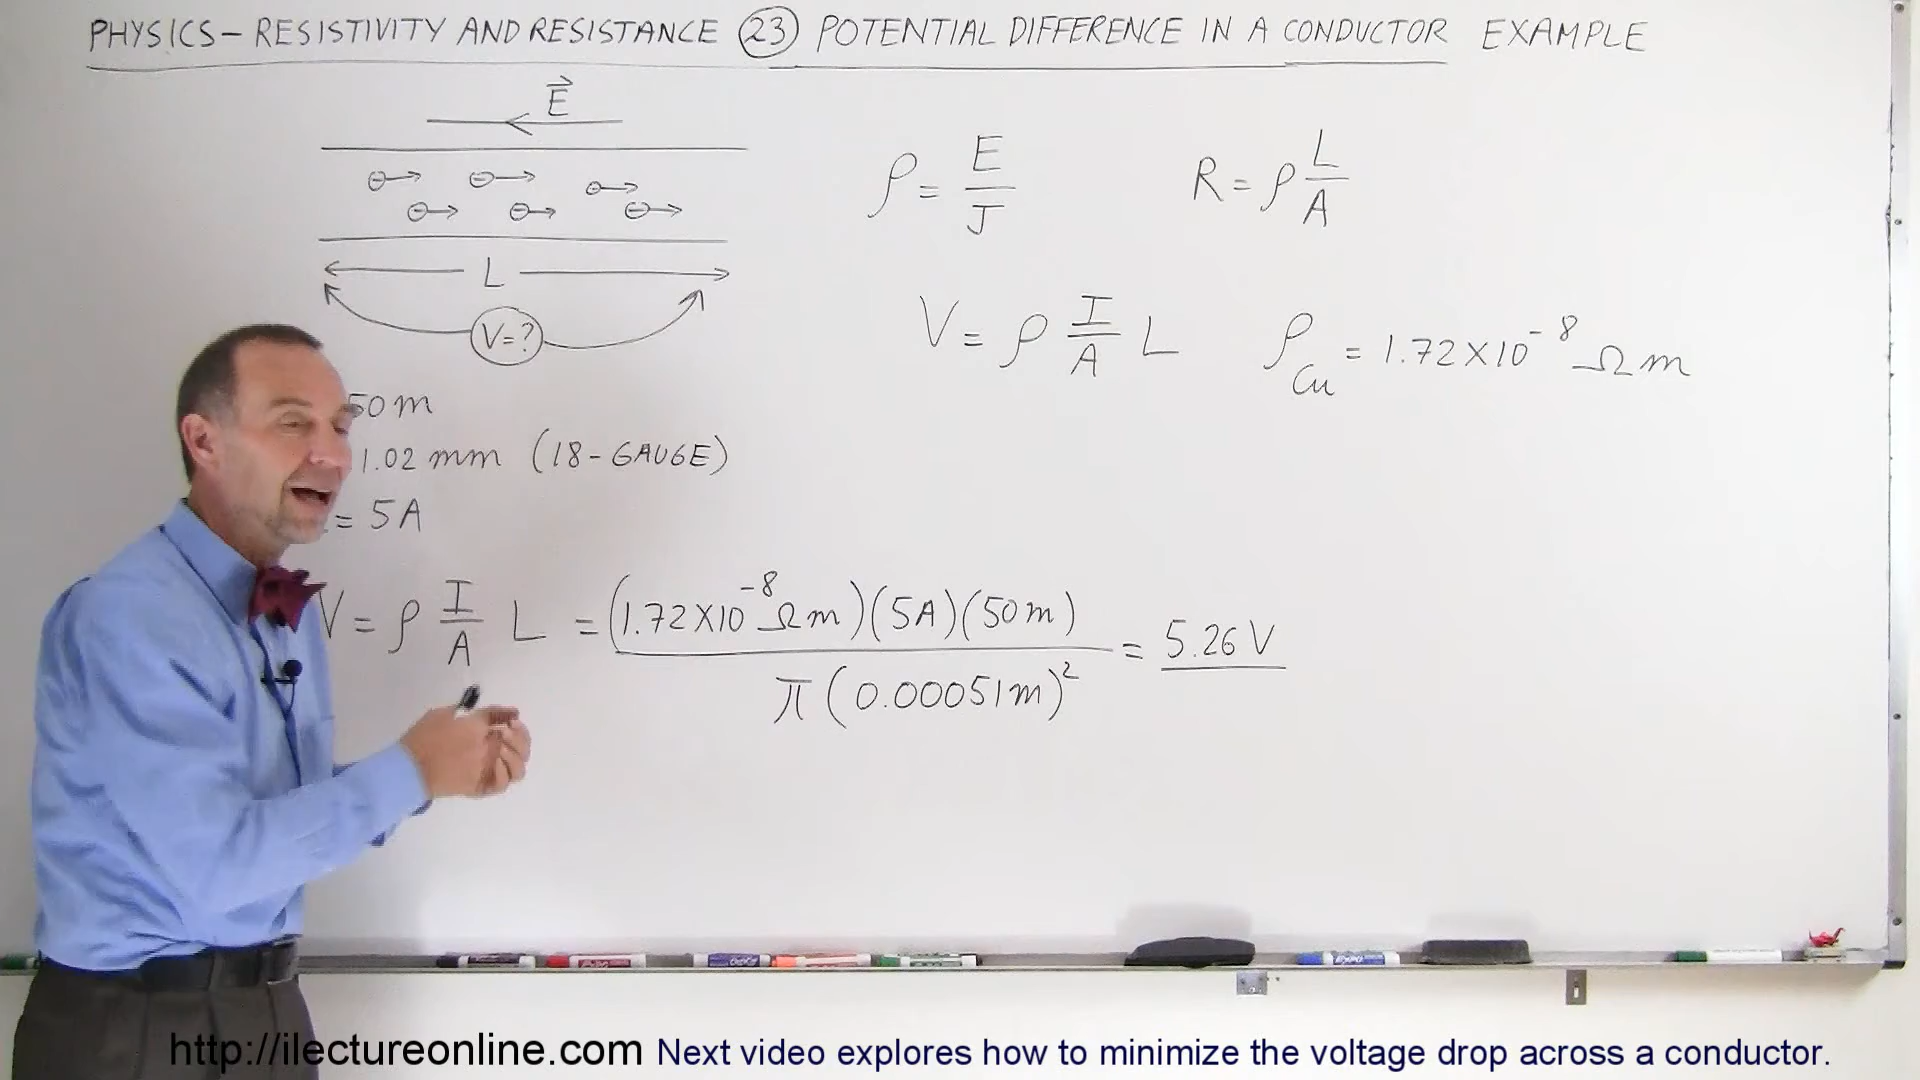 PHYSICS - RESISTIVITY AND RESISTANCE (23) POTENTIAL DIFFERENCE IN A CONDUCTOR EXAMPLE
E⃗
⊖→ ⊖→ ⊖→
⊖→ ⊖→ ⊖→
L
V=?
ρ = E/J
R = ρ L/A
V = ρ I/A L
ρCu = 1.72×10⁻⁸ Ω m
50 m
1.02 mm (18-GAUGE)
= 5A
V = ρ I/A L = (1.72×10⁻⁸ Ω m)(5A)(50 m) / π(0.00051m)² = 5.26 V
EXPO
http://ilectureonline.com Next video explores how to minimize the voltage drop across a conductor.